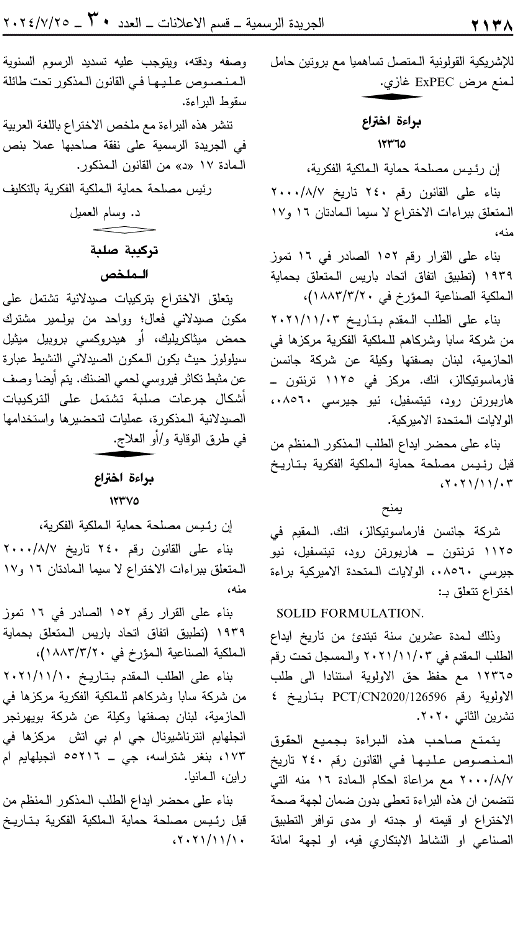 ٢١٣٨
الجريدة الرسمية ــ قسم الاعلانات ــ العدد ٣٠ ــ ٢٠٢٤/٧/٢٥
للإشريكية القولونية المتصل تساهميا مع بروتين حامل
لمنع مرض ExPEC غازي.
براءة اختراع
١٢٣٦٥
إن رئيس مصلحة حماية الملكية الفكرية،
بناء على القانون رقم ٢٤٠ تاريخ ٢٠٠٠/٨/٧
المتعلق ببراءات الاختراع لا سيما المادتان ١٦ و١٧
منه،
بناء على القرار رقم ١٥٢ الصادر في ١٦ تموز
١٩٣٩ (تطبيق اتفاق اتحاد باريس المتعلق بحماية
الملكية الصناعية المؤرخ في ١٨٨٣/٣/٢٠)،
بناء على الطلب المقدم بتاريخ ٢٠٢١/١١/٠٣
من شركة سابا وشركاهم للملكية الفكرية مركزها في
الحازمية، لبنان بصفتها وكيلة عن شركة جانسن
فارماسوتيكالز، انك. مركز في ١١٢٥ ترنتون ــ
هاربورتن رود، تيتسفيل، نيو جيرسي ٠٨٥٦٠،
الولايات المتحدة الاميركية.
بناء على محضر ايداع الطلب المذكور المنظم من
قبل رئيس مصلحة حماية الملكية الفكرية بتاريخ
٢٠٢١/١١/٠٣،
يمنح
شركة جانسن فارماسوتيكالز، انك. المقيم في
١١٢٥ ترنتون ــ هاربورتن رود، تيتسفيل، نيو
جيرسي ٠٨٥٦٠، الولايات المتحدة الاميركية براءة
اختراع تتعلق بـ:
SOLID FORMULATION.
وذلك لمدة عشرين سنة تبتدئ من تاريخ ايداع
الطلب المقدم في ٢٠٢١/١١/٠٣ والمسجل تحت رقم
١٢٣٦٥ مع حفظ حق الاولوية استنادا الى طلب
الاولوية رقم PCT/CN2020/126596 بتاريخ ٤
تشرين الثاني ٢٠٢٠.
يتمتع صاحب هذه البراءة بجميع الحقوق
المنصوص عليها في القانون رقم ٢٤٠ تاريخ
٢٠٠٠/٨/٧ مع مراعاة احكام المادة ١٦ منه التي
تتضمن ان هذه البراءة تعطى بدون ضمان لجهة صحة
الاختراع او قيمته او جدته او مدى توافر التطبيق
الصناعي او النشاط الابتكاري فيه، او لجهة امانة
وصفه ودقته، ويتوجب عليه تسديد الرسوم السنوية
المنصوص عليها في القانون المذكور تحت طائلة
سقوط البراءة.
تنشر هذه البراءة مع ملخص الاختراع باللغة العربية
في الجريدة الرسمية على نفقة صاحبها عملا بنص
المادة ١٧ «د» من القانون المذكور.
رئيس مصلحة حماية الملكية الفكرية بالتكليف
د. وسام العميل
تركيبة صلبة
الملخص
يتعلق الاختراع بتركيبات صيدلانية تشتمل على
مكون صيدلاني فعال؛ وواحد من بولمير مشترك
حمض ميثاكريليك، أو هيدروكسي بروبيل ميثيل
سيلولوز حيث يكون المكون الصيدلاني النشيط عبارة
عن مثبط تكاثر فيروسي لحمي الضنك. يتم أيضا وصف
أشكال جرعات صلبة تشتمل على التركيبات
الصيدلانية المذكورة، عمليات لتحضيرها واستخدامها
في طرق الوقاية و/أو العلاج.
براءة اختراع
١٢٣٧٥
إن رئيس مصلحة حماية الملكية الفكرية،
بناء على القانون رقم ٢٤٠ تاريخ ٢٠٠٠/٨/٧
المتعلق ببراءات الاختراع لا سيما المادتان ١٦ و١٧
منه،
بناء على القرار رقم ١٥٢ الصادر في ١٦ تموز
١٩٣٩ (تطبيق اتفاق اتحاد باريس المتعلق بحماية
الملكية الصناعية المؤرخ في ١٨٨٣/٣/٢٠)،
بناء على الطلب المقدم بتاريخ ٢٠٢١/١١/١٠
من شركة سابا وشركاهم للملكية الفكرية مركزها في
الحازمية، لبنان بصفتها وكيلة عن شركة بويهرنجر
انجلهايم انترناشيونال جي ام بي اتش مركزها في
١٧٣، بنغر شتراسه، جي ــ ٥٥٢١٦ انجيلهايم ام
راين، المانيا.
بناء على محضر ايداع الطلب المذكور المنظم من
قبل رئيس مصلحة حماية الملكية الفكرية بتاريخ
٢٠٢١/١١/١٠،